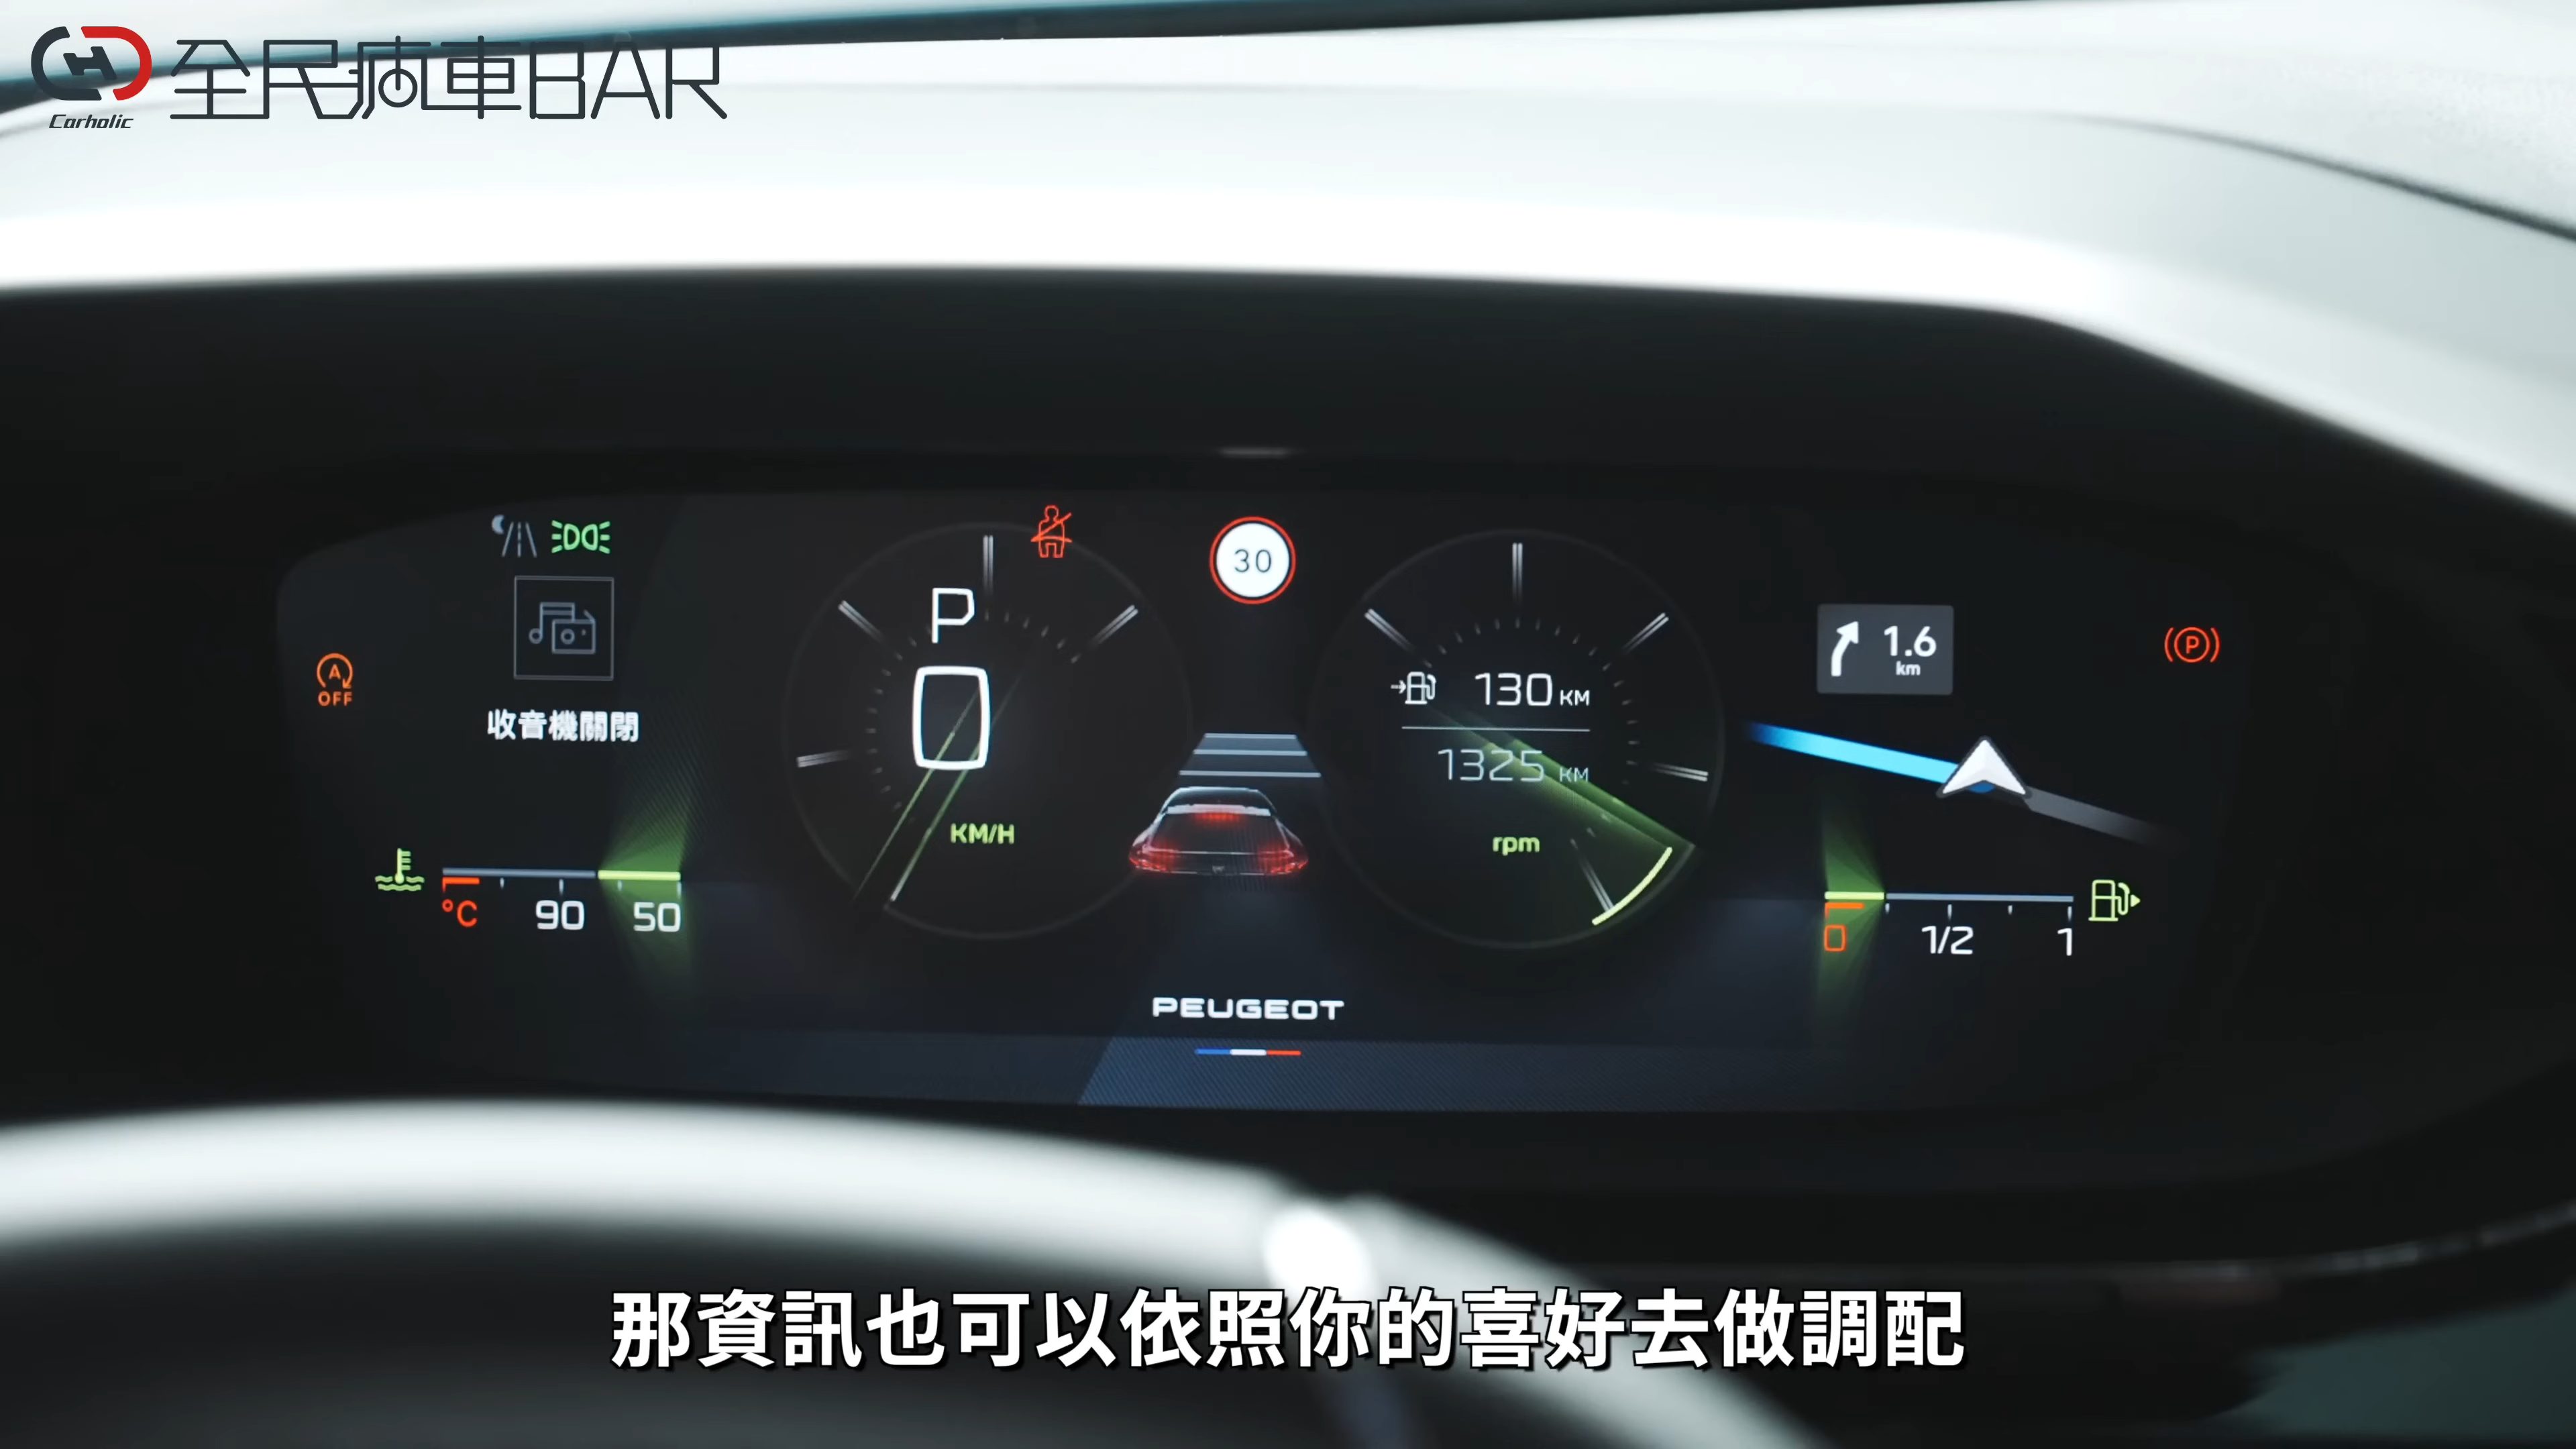 Carholic
全民瘋車BAR
30
P
0
KM/H
A
OFF
收音機關閉
°C 90 50
130 KM
1325 KM
rpm
1.6
km
P
0 1/2 1
PEUGEOT
那資訊也可以依照你的喜好去做調配